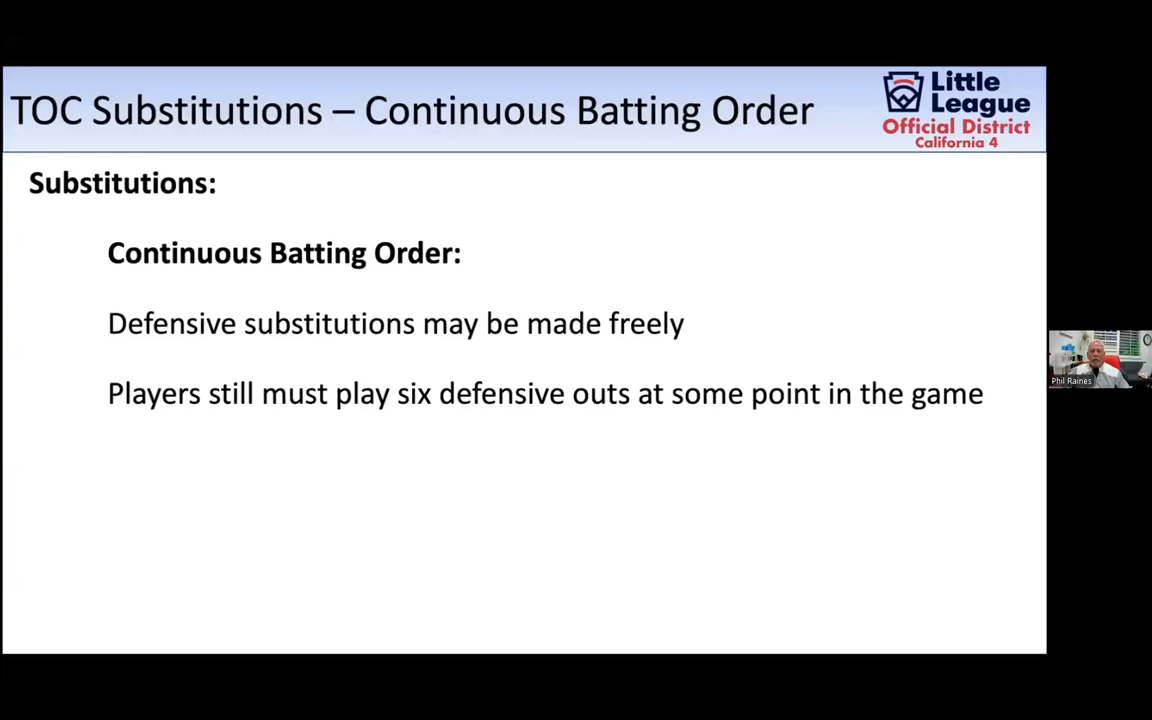 TOC Substitutions – Continuous Batting Order
Little
League
Official District
California 4
Substitutions:
Continuous Batting Order:
Defensive substitutions may be made freely
Players still must play six defensive outs at some point in the game
Phil Raines